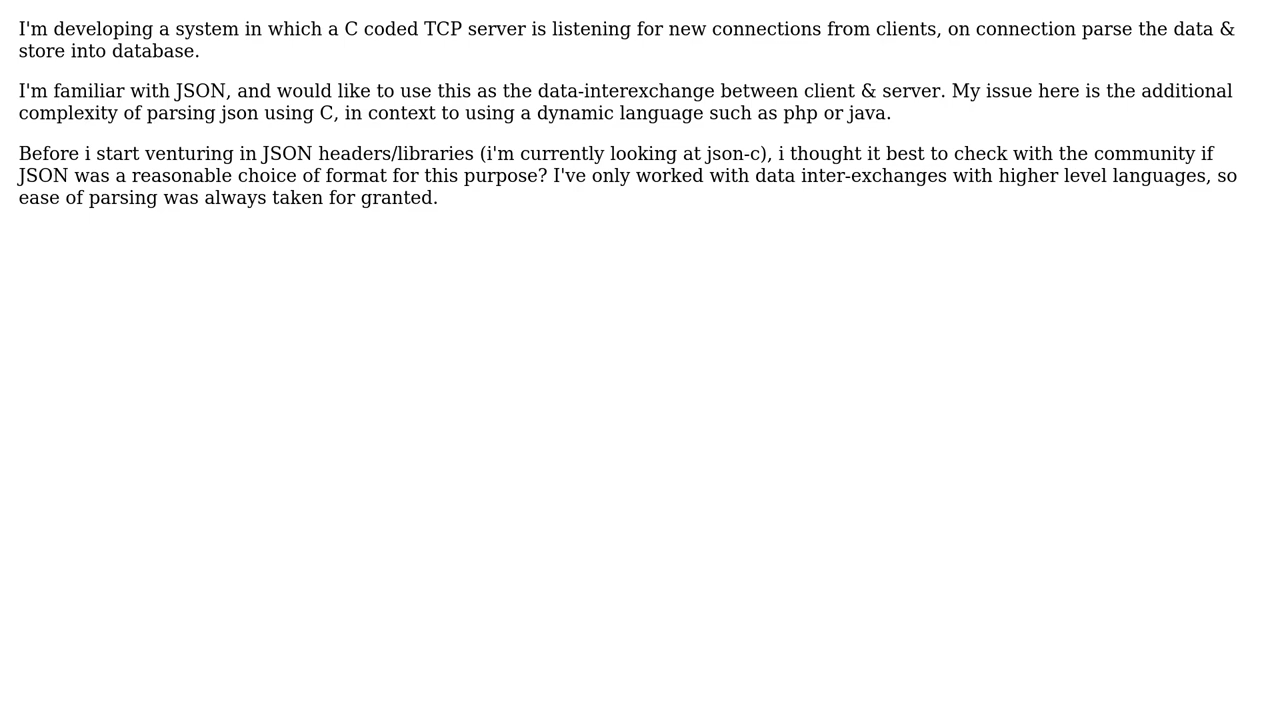 I'm developing a system in which a C coded TCP server is listening for new connections from clients, on connection parse the data &
store into database.
I'm familiar with JSON, and would like to use this as the data-interexchange between client & server. My issue here is the additional
complexity of parsing json using C, in context to using a dynamic language such as php or java.
Before i start venturing in JSON headers/libraries (i'm currently looking at json-c), i thought it best to check with the community if
JSON was a reasonable choice of format for this purpose? I've only worked with data inter-exchanges with higher level languages, so
ease of parsing was always taken for granted.